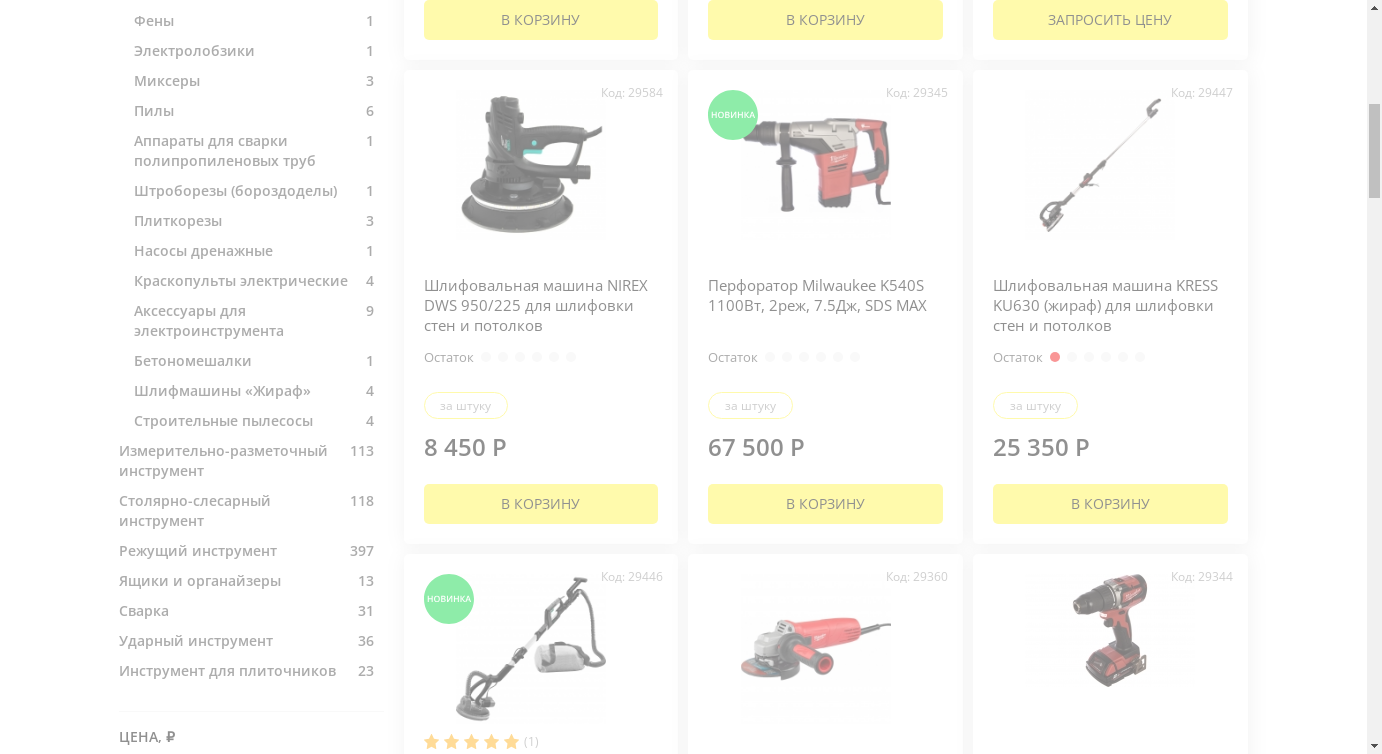 Фены 1
Электролобзики 1
Миксеры 3
Пилы 6
Аппараты для сварки 1
полипропиленовых труб
Штроборезы (бороздоделы) 1
Плиткорезы 3
Насосы дренажные 1
Краскопульты электрические 4
Аксессуары для 9
электроинструмента
Бетономешалки 1
Шлифмашины «Жираф» 4
Строительные пылесосы 4
Измерительно-разметочный 113
инструмент
Столярно-слесарный 118
инструмент
Режущий инструмент 397
Ящики и органайзеры 13
Сварка 31
Ударный инструмент 36
Инструмент для плиточников 23
ЦЕНА, ₽
В КОРЗИНУ
В КОРЗИНУ
ЗАПРОСИТЬ ЦЕНУ
Код: 29584
Шлифовальная машина NIREX
DWS 950/225 для шлифовки
стен и потолков
Остаток
за штуку
8 450 Р
В КОРЗИНУ
Код: 29345
НОВИНКА
Перфоратор Milwaukee K540S
1100Вт, 2реж, 7.5Дж, SDS MAX
Остаток
за штуку
67 500 Р
В КОРЗИНУ
Код: 29447
Шлифовальная машина KRESS
KU630 (жираф) для шлифовки
стен и потолков
Остаток
за штуку
25 350 Р
В КОРЗИНУ
Код: 29446
НОВИНКА
(1)
Код: 29360
Код: 29344